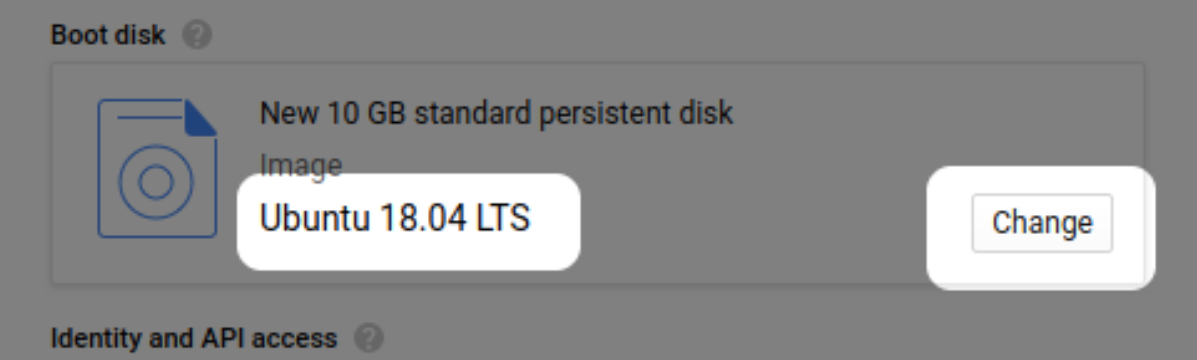 Boot disk
New 10 GB standard persistent disk
Image
Ubuntu 18.04 LTS
Change
Identity and API access